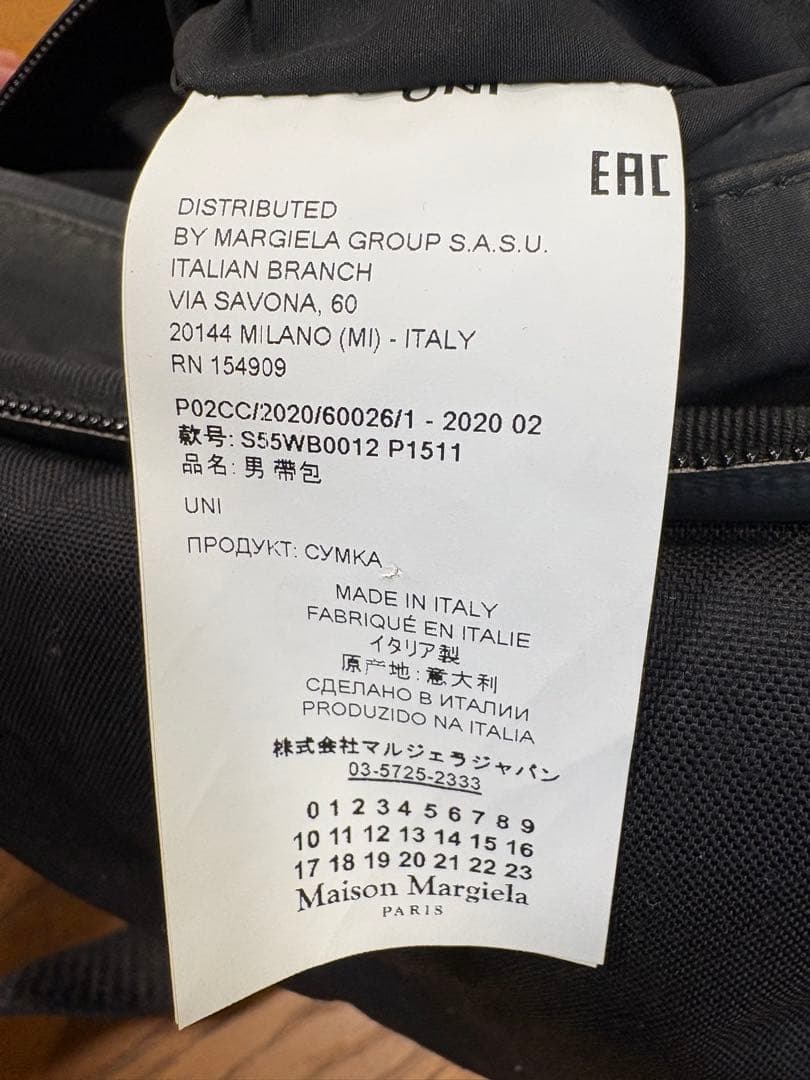 UNI
EAC
DISTRIBUTED
BY MARGIELA GROUP S.A.S.U.
ITALIAN BRANCH
VIA SAVONA, 60
20144 MILANO (MI) - ITALY
RN 154909
P02CC/2020/60026/1 - 2020 02
款号: S55WB0012 P1511
品名: 男 帶包
UNI
ПРОДУКТ: СУМКА
MADE IN ITALY
FABRIQUÉ EN ITALIE
イタリア製
原产地: 意大利
СДЕЛАНО В ИТАЛИИ
PRODUZIDO NA ITALIA
株式会社マルジェラジャパン
03-5725-2333
0 1 2 3 4 5 6 7 8 9
10 11 12 13 14 15 16
17 18 19 20 21 22 23
Maison Margiela
PARIS